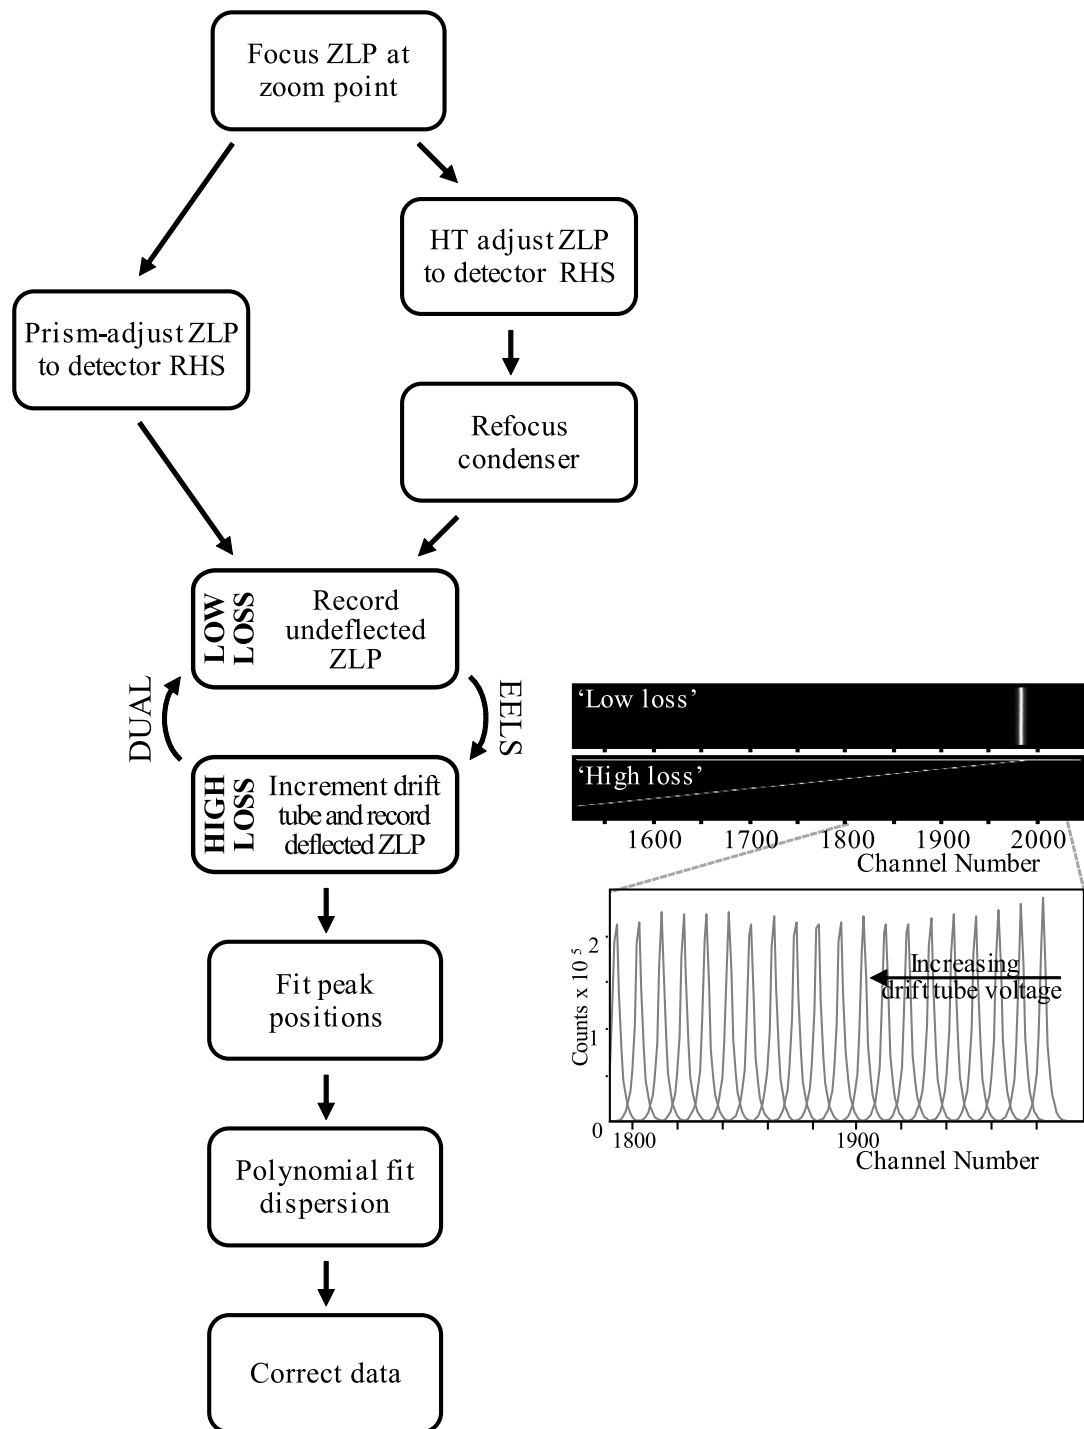 Focus ZLP at
zoom point
HT adjust ZLP
to detector RHS
Prism-adjust ZLP
to detector RHS
Refocus
condenser
LOW
LOSS
Record
undeflected
ZLP
DUAL
EELS
HIGH
LOSS
Increment drift
tube and record
deflected ZLP
Fit peak
positions
Polynomial fit
dispersion
Correct data
‘Low loss’
‘High loss’
1600 1700 1800 1900 2000
Channel Number
Counts x 10⁵
2
1
0
Increasing
drift tube voltage
1800 1900
Channel Number